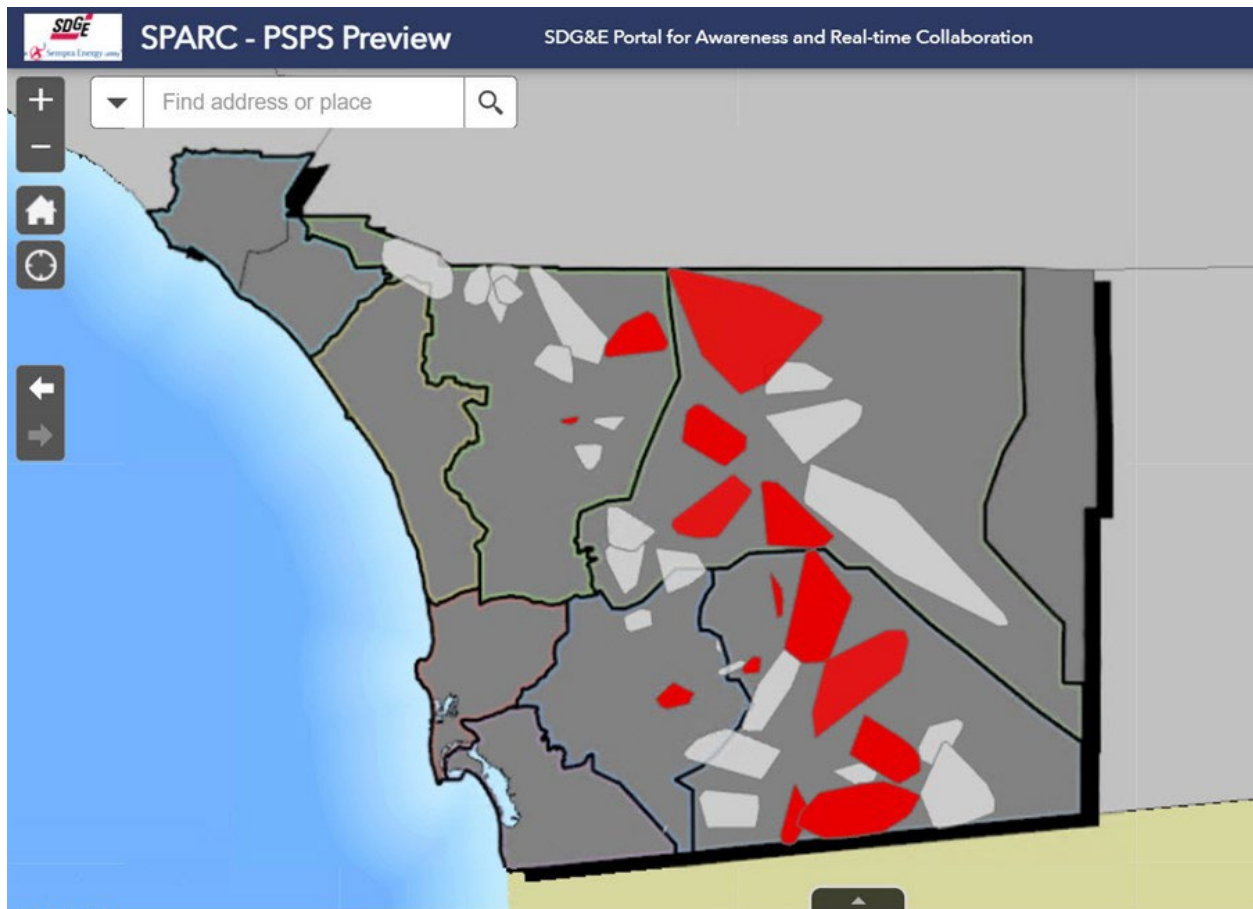 SDGE
A Sempra Energy utility
SPARC - PSPS Preview
SDG&E Portal for Awareness and Real-time Collaboration
Find address or place